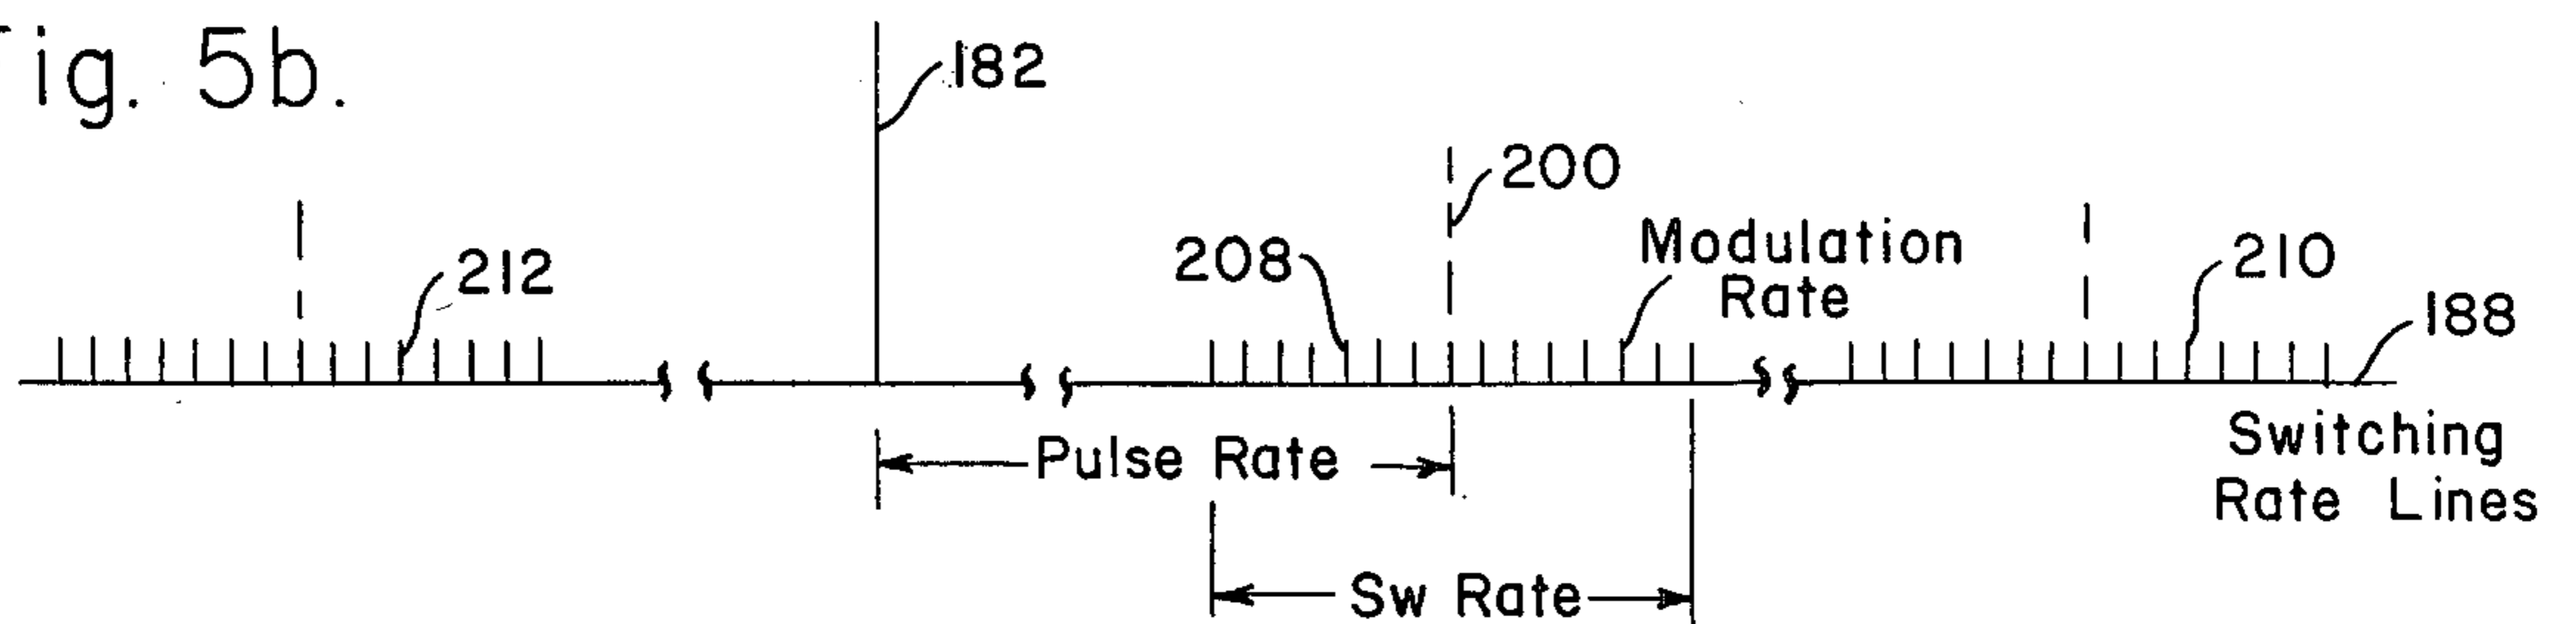 ig. 5b.
182
200
208
Modulation
Rate
212
210
188
Pulse Rate
Switching
Rate Lines
Sw Rate